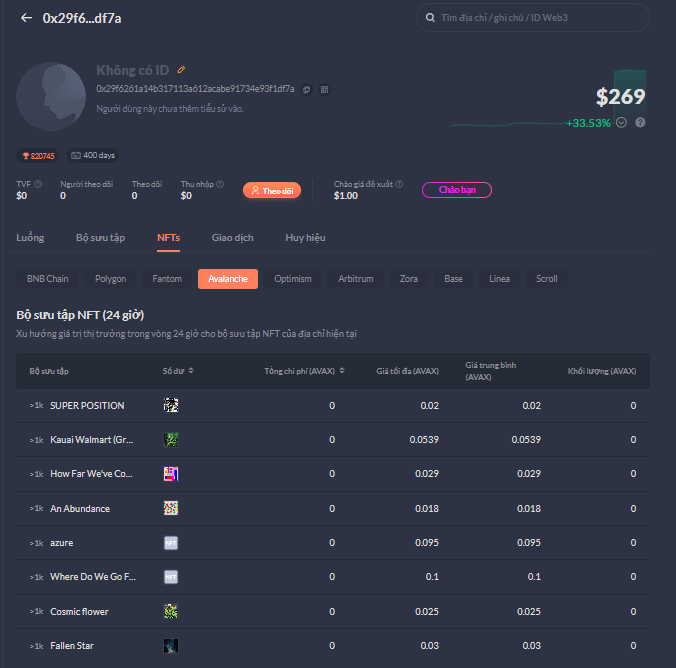 0x29f6...df7a
Tìm địa chỉ / ghi chú / ID Web3
Không có ID
0x29f6261a14b317113a612acabe91734e93f1df7a
Người dùng này chưa thêm tiểu sử vào.
$269
+33.53%
820745
400 days
TVF Người theo dõi Theo dõi Thu nhập Chào giá đề xuất
$0 0 0 $0 Theo dõi $1.00 Chào bạn
Luồng Bộ sưu tập NFTs Giao dịch Huy hiệu
BNB Chain Polygon Fantom Avalanche Optimism Arbitrum Zora Base Linea Scroll
Bộ sưu tập NFT (24 giờ)
Xu hướng giá trị thị trường trong vòng 24 giờ cho bộ sưu tập NFT của địa chỉ hiện tại
Bộ sưu tập Số dư Tổng chi phí (AVAX) Giá tối đa (AVAX) Giá trung bình (AVAX) Khối lượng (AVAX)
>1k SUPER POSITION 0 0.02 0.02 0
>1k Kauai Walmart (Gr... 0 0.0539 0.0539 0
>1k How Far We've Co... 0 0.029 0.029 0
>1k An Abundance 0 0.018 0.018 0
>1k azure NFT 0 0.095 0.095 0
>1k Where Do We Go F... NFT 0 0.1 0.1 0
>1k Cosmic flower 0 0.025 0.025 0
>1k Fallen Star 0 0.03 0.03 0